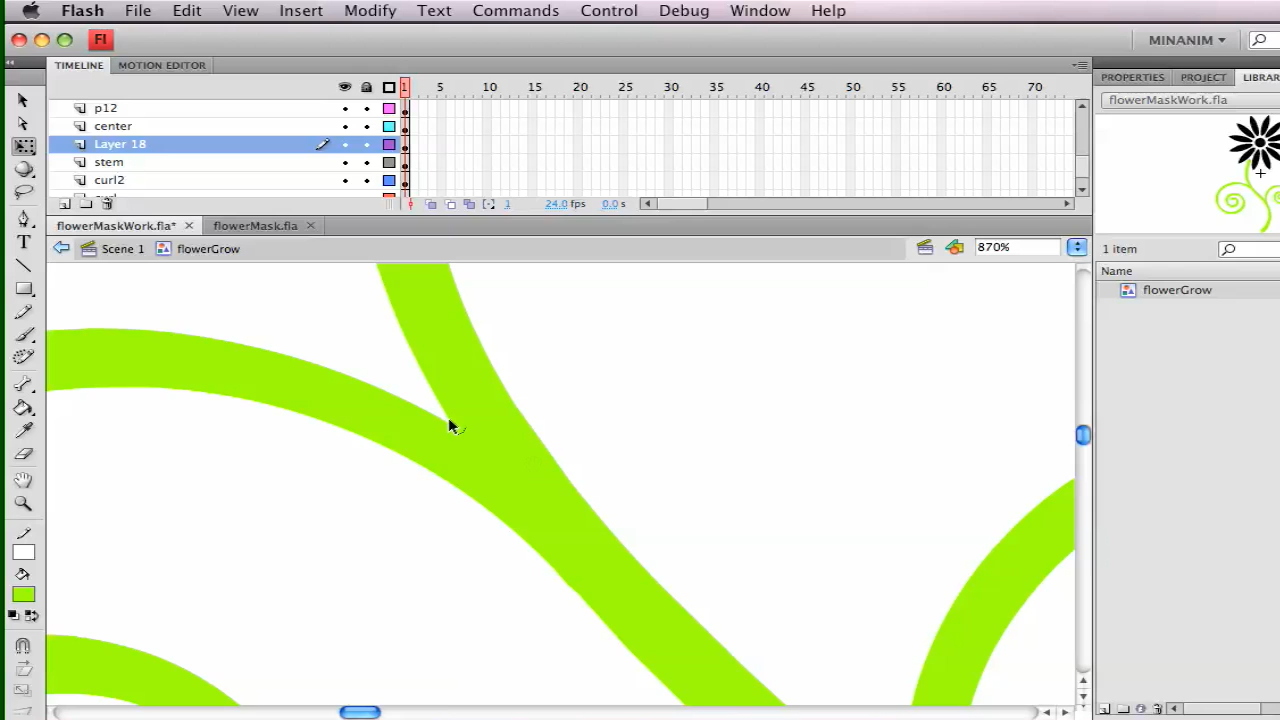 Flash File Edit View Insert Modify Text Commands Control Debug Window Help
Fl MINANIM
TIMELINE MOTION EDITOR PROPERTIES PROJECT LIBRAR
1 5 10 15 20 25 30 35 40 45 50 55 60 65 70
flowerMaskWork.fla
p12
center
Layer 18
stem
curl2
1 24.0 fps 0.0 s
flowerMaskWork.fla* flowerMask.fla
Scene 1 flowerGrow 870% 1 item
Name
flowerGrow